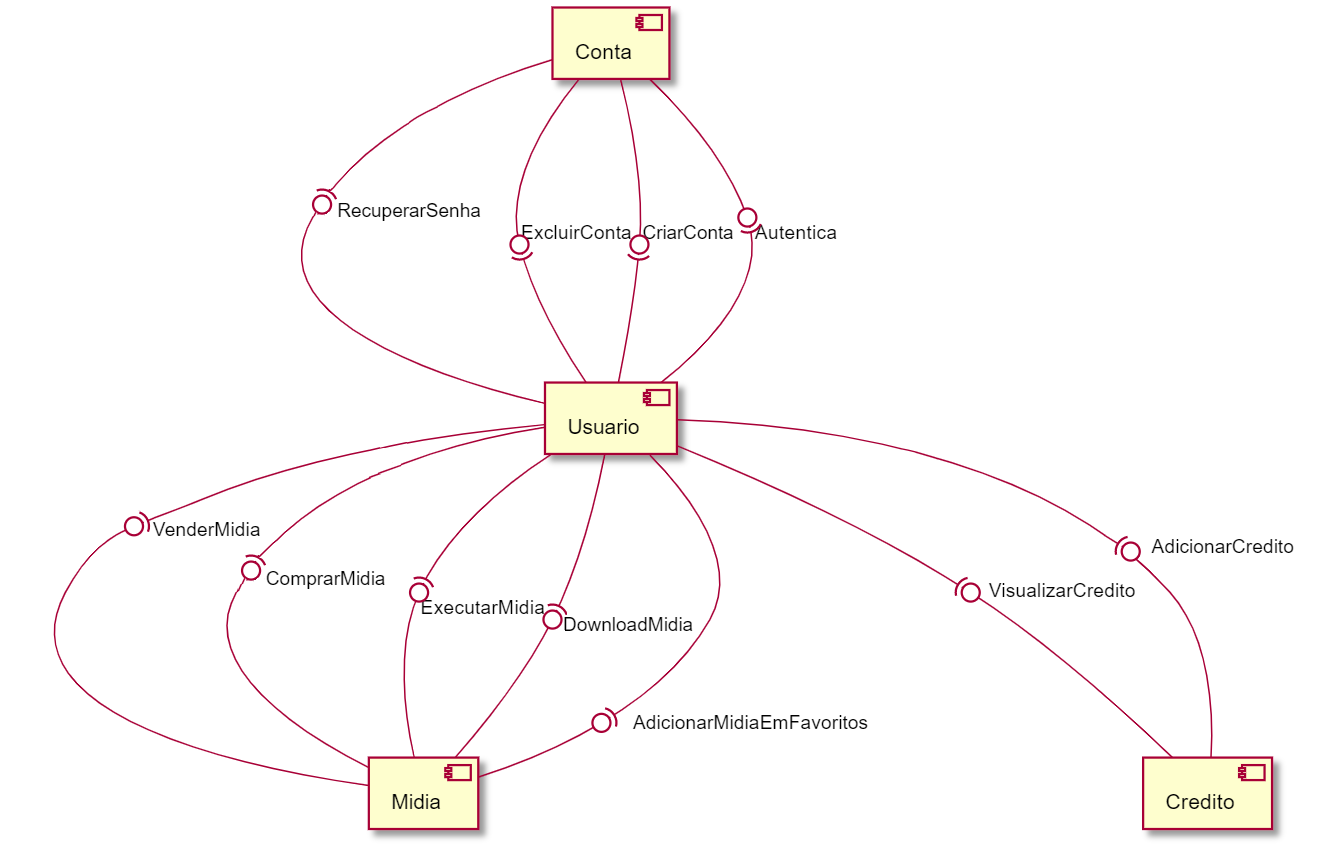 Conta
RecuperarSenha
ExcluirConta
CriarConta
Autentica
Usuario
VenderMidia
ComprarMidia
ExecutarMidia
DownloadMidia
AdicionarCredito
VisualizarCredito
AdicionarMidiaEmFavoritos
Midia
Credito